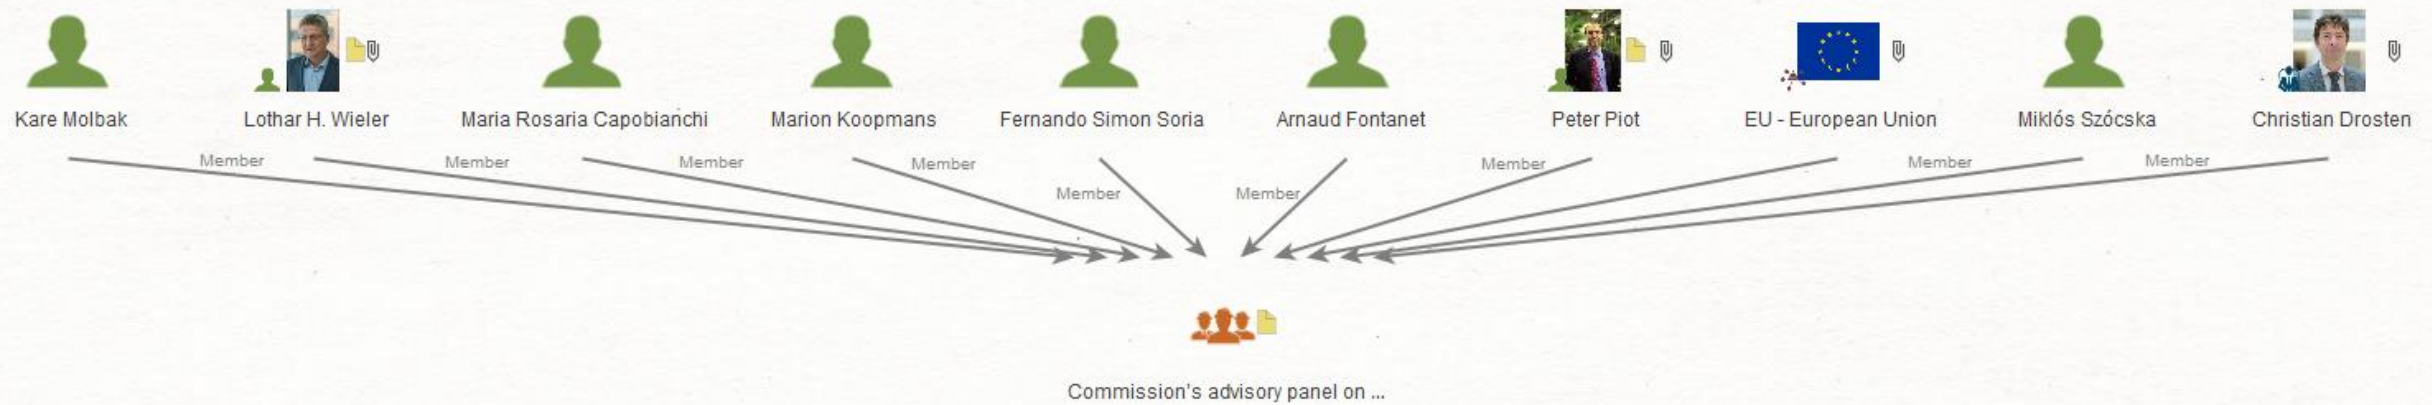 Kare Molbak
Lothar H. Wieler
Maria Rosaria Capobianchi
Marion Koopmans
Fernando Simon Soria
Arnaud Fontanet
Peter Piot
EU - European Union
Miklós Szócska
Christian Drosten
Member
Member
Member
Member
Member
Member
Member
Member
Member
Commission's advisory panel on ...